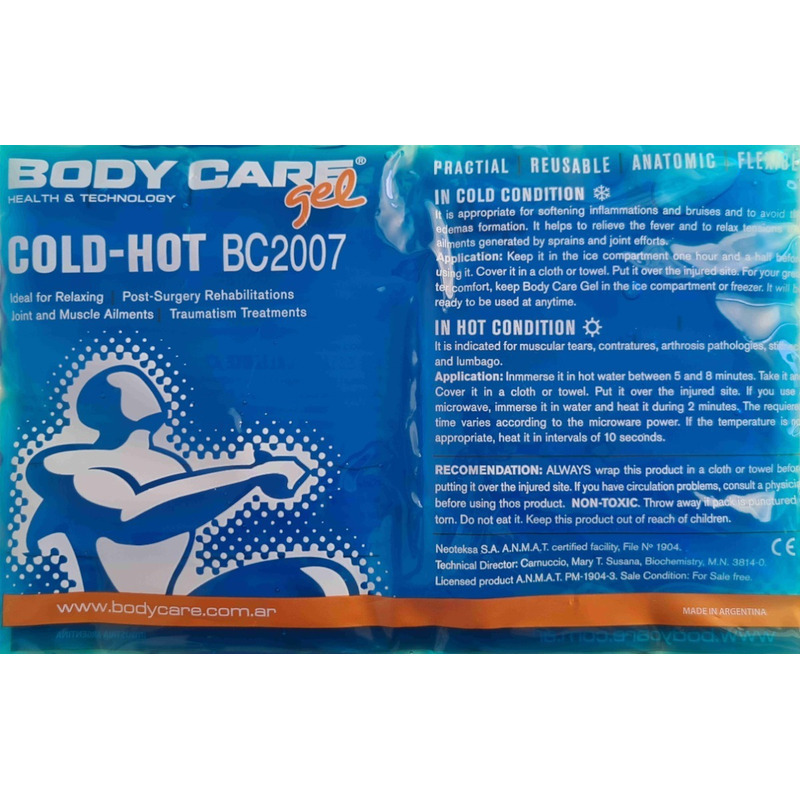 BODY CARE®
gel
HEALTH & TECHNOLOGY
COLD-HOT BC2007
Ideal for Relaxing | Post-Surgery Rehabilitations
Joint and Muscle Ailments | Traumatism Treatments
www.bodycare.com.ar
PRACTIAL | REUSABLE | ANATOMIC |
IN COLD CONDITION
It is appropriate for softening inflammations and bruises and to avoid
edemas formation. It helps to relieve the fever and to relax tensions
ailments generated by sprains and joint efforts.
Application: Keep it in the ice compartment one hour and a half before
using it. Cover it in a cloth or towel. Put it over the injured site. For your
ter comfort, keep Body Care Gel in the ice compartment or freezer. It will
ready to be used at anytime.
IN HOT CONDITION
It is indicated for muscular tears, contratures, arthrosis pathologies,
and lumbago.
Application: Inmmerse it in hot water between 5 and 8 minutes. Take it
Cover it in a cloth or towel. Put it over the injured site. If you use
microwave, immerse it in water and heat it during 2 minutes. The
time varies according to the microware power. If the temperature is
appropriate, heat it in intervals of 10 seconds.
RECOMENDATION: ALWAYS wrap this product in a cloth or towel before
putting it over the injured site. If you have circulation problems, consult a
before using thos product. NON-TOXIC. Throw away if pack is punctured
torn. Do not eat it. Keep this product out of reach of children.
Neoteksa S.A. A.N.M.A.T. certified facility, File Nº 1904.
Technical Director: Carnuccio, Mary T. Susana, Biochemistry, M.N. 3814-0.
Licensed product A.N.M.A.T. PM-1904-3. Sale Condition: For Sale free.
CE
MADE IN ARGENTINA